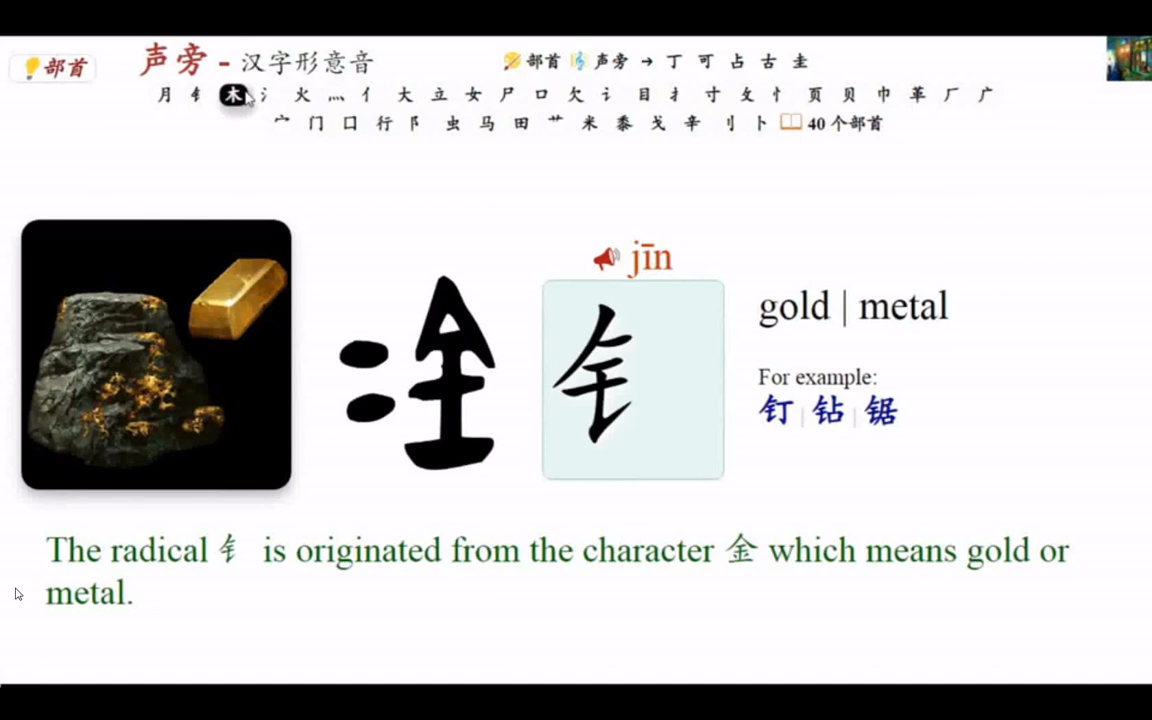 部首
声旁 - 汉字形意音
部首 声旁 → 丁 可 占 古 圭
月 钅 木 氵 火 灬 亻 大 立 女 尸 口 欠 讠 目 扌 寸 攵 忄 页 贝 巾 革 厂 广
宀 门 囗 行 阝 虫 马 田 艹 米 黍 戈 辛 刂 卜 40 个部首
jīn
钅
gold | metal
For example:
钉 | 钻 | 锯
The radical 钅 is originated from the character 金 which means gold or
metal.